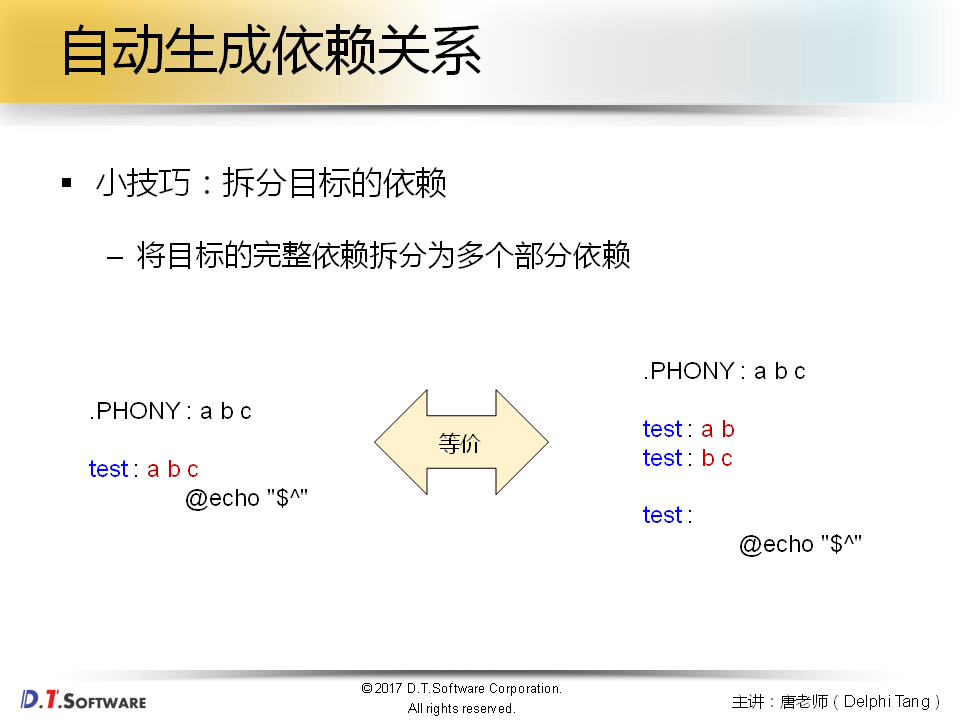 自动生成依赖关系
▪ 小技巧：拆分目标的依赖
– 将目标的完整依赖拆分为多个部分依赖
.PHONY : a b c
test : a b c
@echo "$^"
等价
.PHONY : a b c
test : a b
test : b c
test :
@echo "$^"
D.T.SOFTWARE
©2017 D.T.Software Corporation.
All rights reserved.
主讲：唐老师（Delphi Tang）